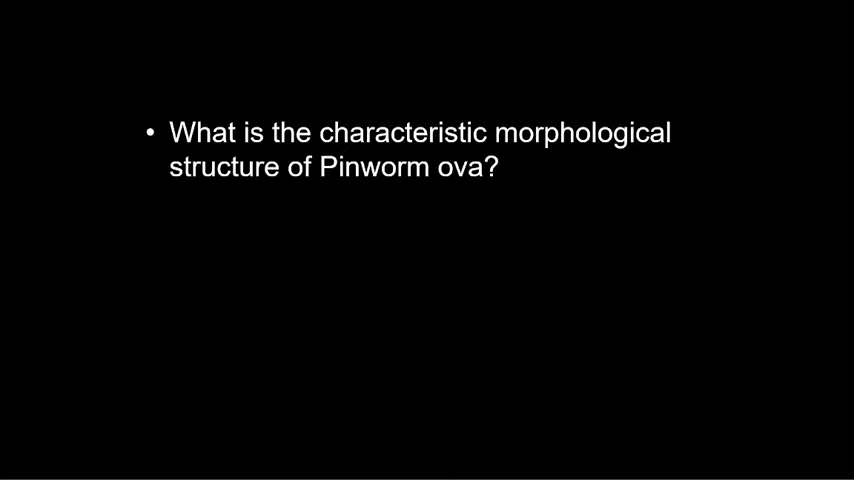 • What is the characteristic morphological
structure of Pinworm ova?